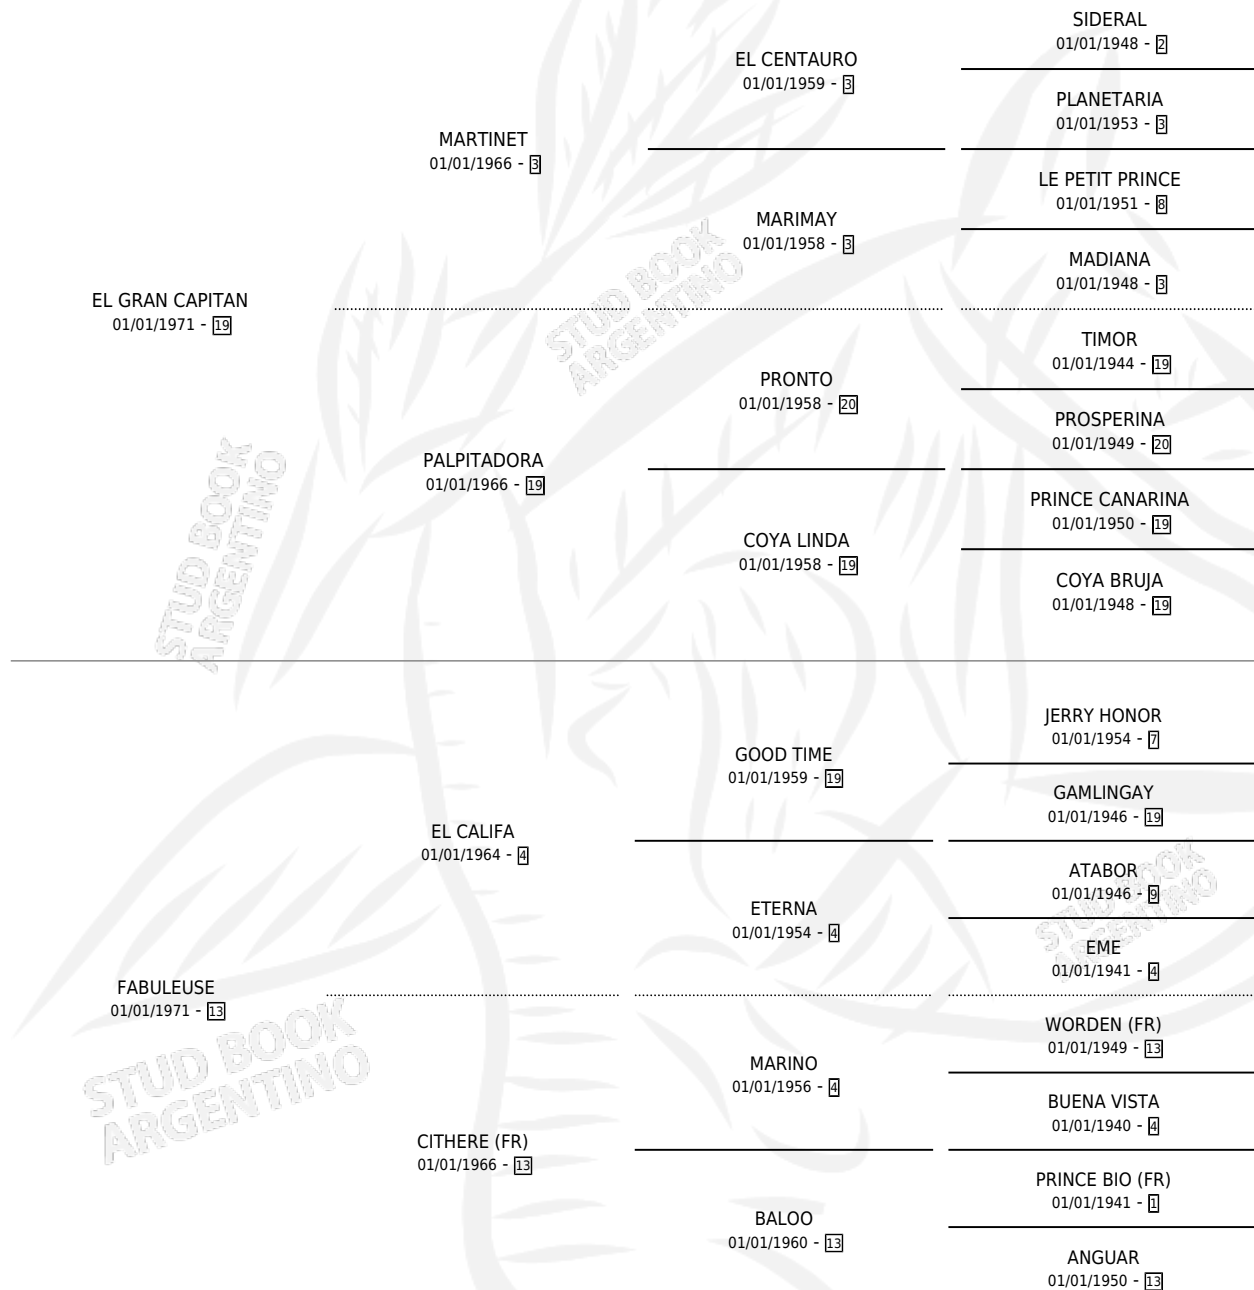 SIDERAL
01/01/1948 - 2
EL CENTAURO
01/01/1959 - 3
PLANETARIA
01/01/1953 - 3
MARTINET
01/01/1966 - 3
LE PETIT PRINCE
01/01/1951 - 8
MARIMAY
01/01/1958 - 3
MADIANA
01/01/1948 - 3
EL GRAN CAPITAN
01/01/1971 - 19
TIMOR
01/01/1944 - 19
PRONTO
01/01/1958 - 20
PROSPERINA
01/01/1949 - 20
PALPITADORA
01/01/1966 - 19
PRINCE CANARINA
01/01/1950 - 19
COYA LINDA
01/01/1958 - 19
COYA BRUJA
01/01/1948 - 19
JERRY HONOR
01/01/1954 - 7
GOOD TIME
01/01/1959 - 19
GAMLINGAY
01/01/1946 - 19
EL CALIFA
01/01/1964 - 4
ATABOR
01/01/1946 - 9
ETERNA
01/01/1954 - 4
EME
01/01/1941 - 4
FABULEUSE
01/01/1971 - 13
WORDEN (FR)
01/01/1949 - 13
MARINO
01/01/1956 - 4
BUENA VISTA
01/01/1940 - 4
CITHERE (FR)
01/01/1966 - 13
PRINCE BIO (FR)
01/01/1941 - 1
BALOO
01/01/1960 - 13
ANGUAR
01/01/1950 - 13
STUD BOOK
ARGENTINO
STUD BOOK
ARGENTINO
STUD BOOK
ARGENTINO
STUD BOOK
ARGENTINO